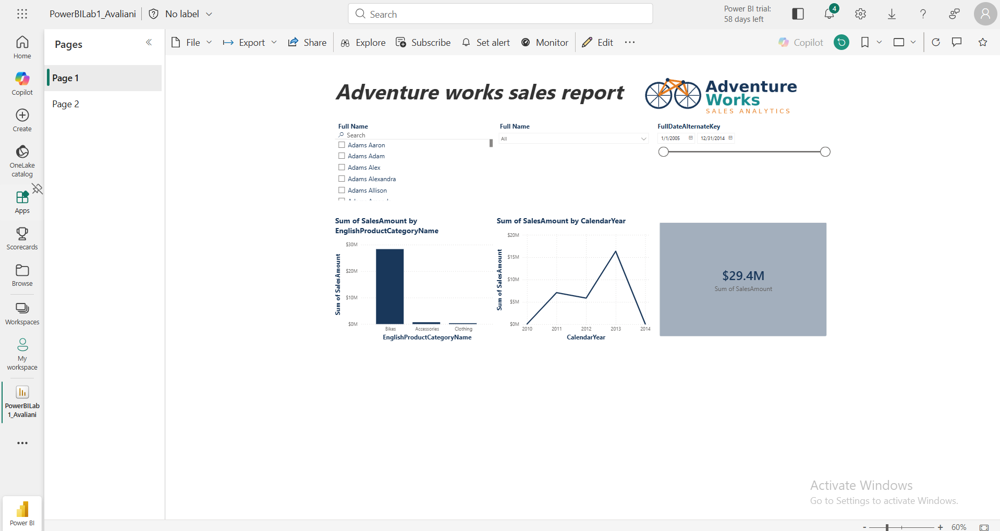 PowerBILab1_Avaliani
No label
Search
Power BI trial:
58 days left
4
Home
Copilot
Create
OneLake
catalog
Apps
Scorecards
Browse
Workspaces
My
workspace
PowerBILab
1_Avaliani
Power BI
Pages
Page 1
Page 2
File
Export
Share
Explore
Subscribe
Set alert
Monitor
Edit
Copilot
Adventure works sales report
Adventure
Works
SALES ANALYTICS
Full Name
Search
Adams Aaron
Adams Adam
Adams Alex
Adams Alexandra
Adams Allison
Full Name
All
FullDateAlternateKey
1/1/2005
12/31/2014
Sum of SalesAmount by
EnglishProductCategoryName
Sum of SalesAmount
$30M
$20M
$10M
$0M
Bikes
Accessories
Clothing
EnglishProductCategoryName
Sum of SalesAmount by CalendarYear
Sum of SalesAmount
$20M
$15M
$10M
$5M
$0M
2010
2011
2012
2013
2014
CalendarYear
$29.4M
Sum of SalesAmount
Activate Windows
Go to Settings to activate Windows.
- + 60%